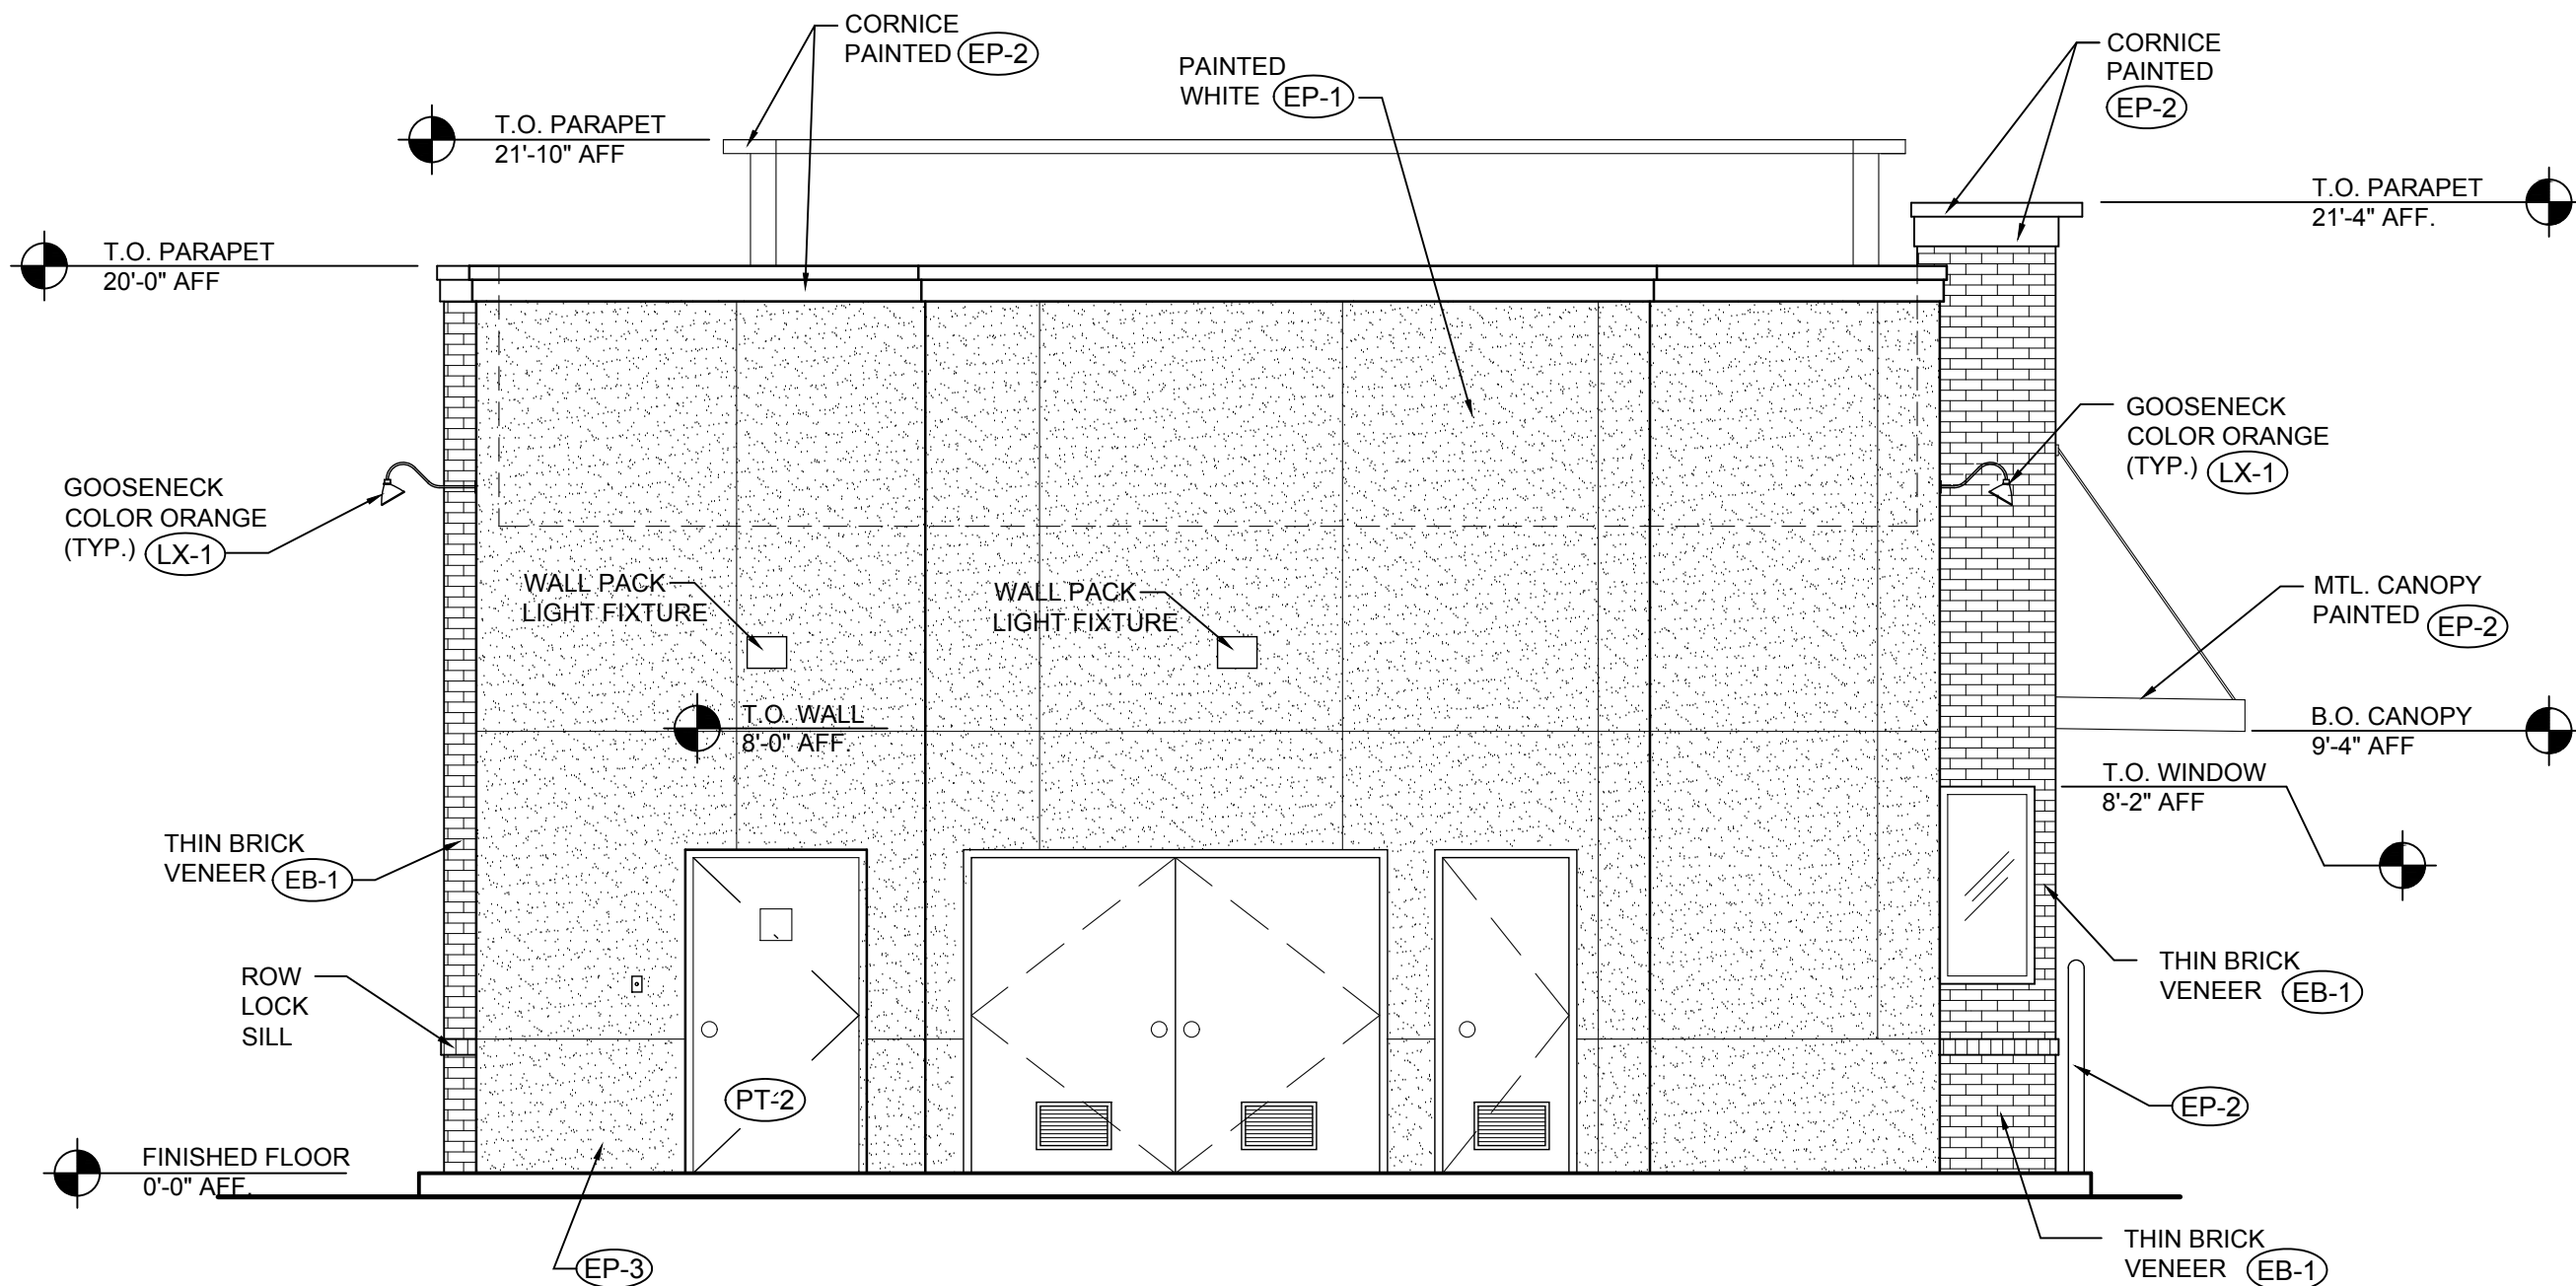 CORNICE
PAINTED EP-2
CORNICE
PAINTED
EP-2
PAINTED
WHITE EP-1
T.O. PARAPET
21'-10" AFF
T.O. PARAPET
21'-4" AFF.
T.O. PARAPET
20'-0" AFF
GOOSENECK
COLOR ORANGE
(TYP.) LX-1
GOOSENECK
COLOR ORANGE
(TYP.) LX-1
WALL PACK
LIGHT FIXTURE
WALL PACK
LIGHT FIXTURE
MTL. CANOPY
PAINTED EP-2
T.O. WALL
8'-0" AFF.
B.O. CANOPY
9'-4" AFF
T.O. WINDOW
8'-2" AFF
THIN BRICK
VENEER EB-1
THIN BRICK
VENEER EB-1
ROW
LOCK
SILL
PT-2
EP-2
FINISHED FLOOR
0'-0" AFF.
EP-3
THIN BRICK
VENEER EB-1